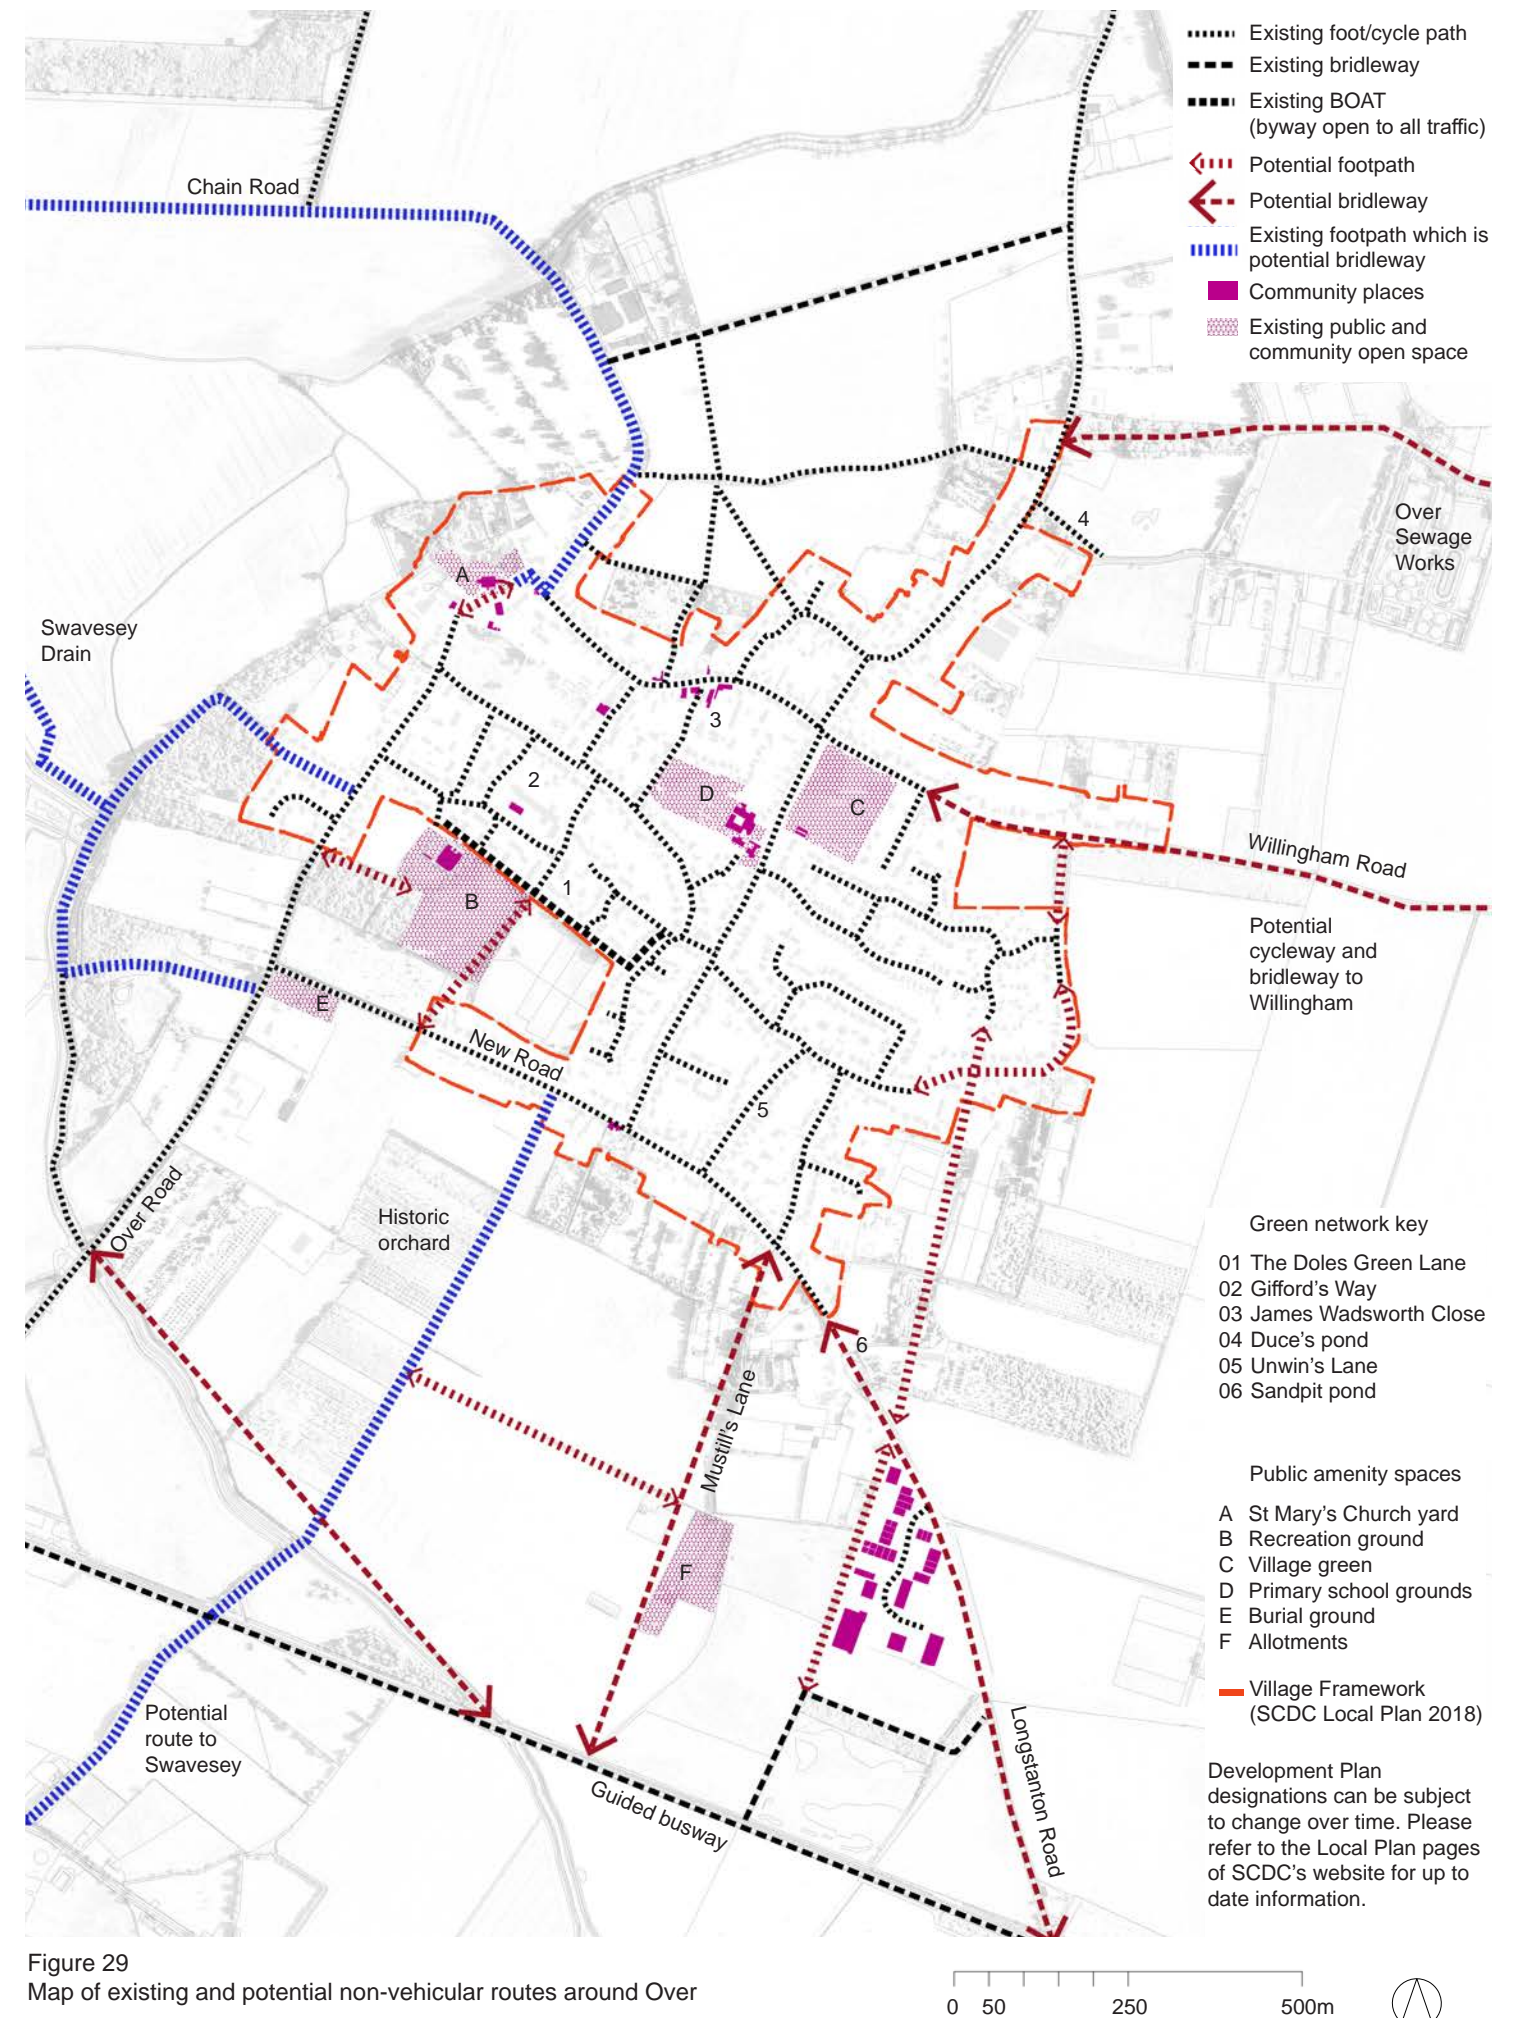 Existing foot/cycle path
Existing bridleway
Existing BOAT
(byway open to all traffic)
Potential footpath
Potential bridleway
Existing footpath which is
potential bridleway
Community places
Existing public and
community open space
Chain Road
4
Over
Sewage
Works
A
Swavesey
Drain
3
2
D
C
Willingham Road
1
B
Potential
cycleway and
bridleway to
Willingham
E
New Road
5
Over Road
Historic
orchard
6
Mustill's Lane
F
Potential
route to
Swavesey
Guided busway
Longstanton Road
Green network key
01 The Doles Green Lane
02 Gifford's Way
03 James Wadsworth Close
04 Duce's pond
05 Unwin's Lane
06 Sandpit pond
Public amenity spaces
A St Mary's Church yard
B Recreation ground
C Village green
D Primary school grounds
E Burial ground
F Allotments
Village Framework
(SCDC Local Plan 2018)
Development Plan
designations can be subject
to change over time. Please
refer to the Local Plan pages
of SCDC's website for up to
date information.
Figure 29
Map of existing and potential non-vehicular routes around Over
0 50 250 500m